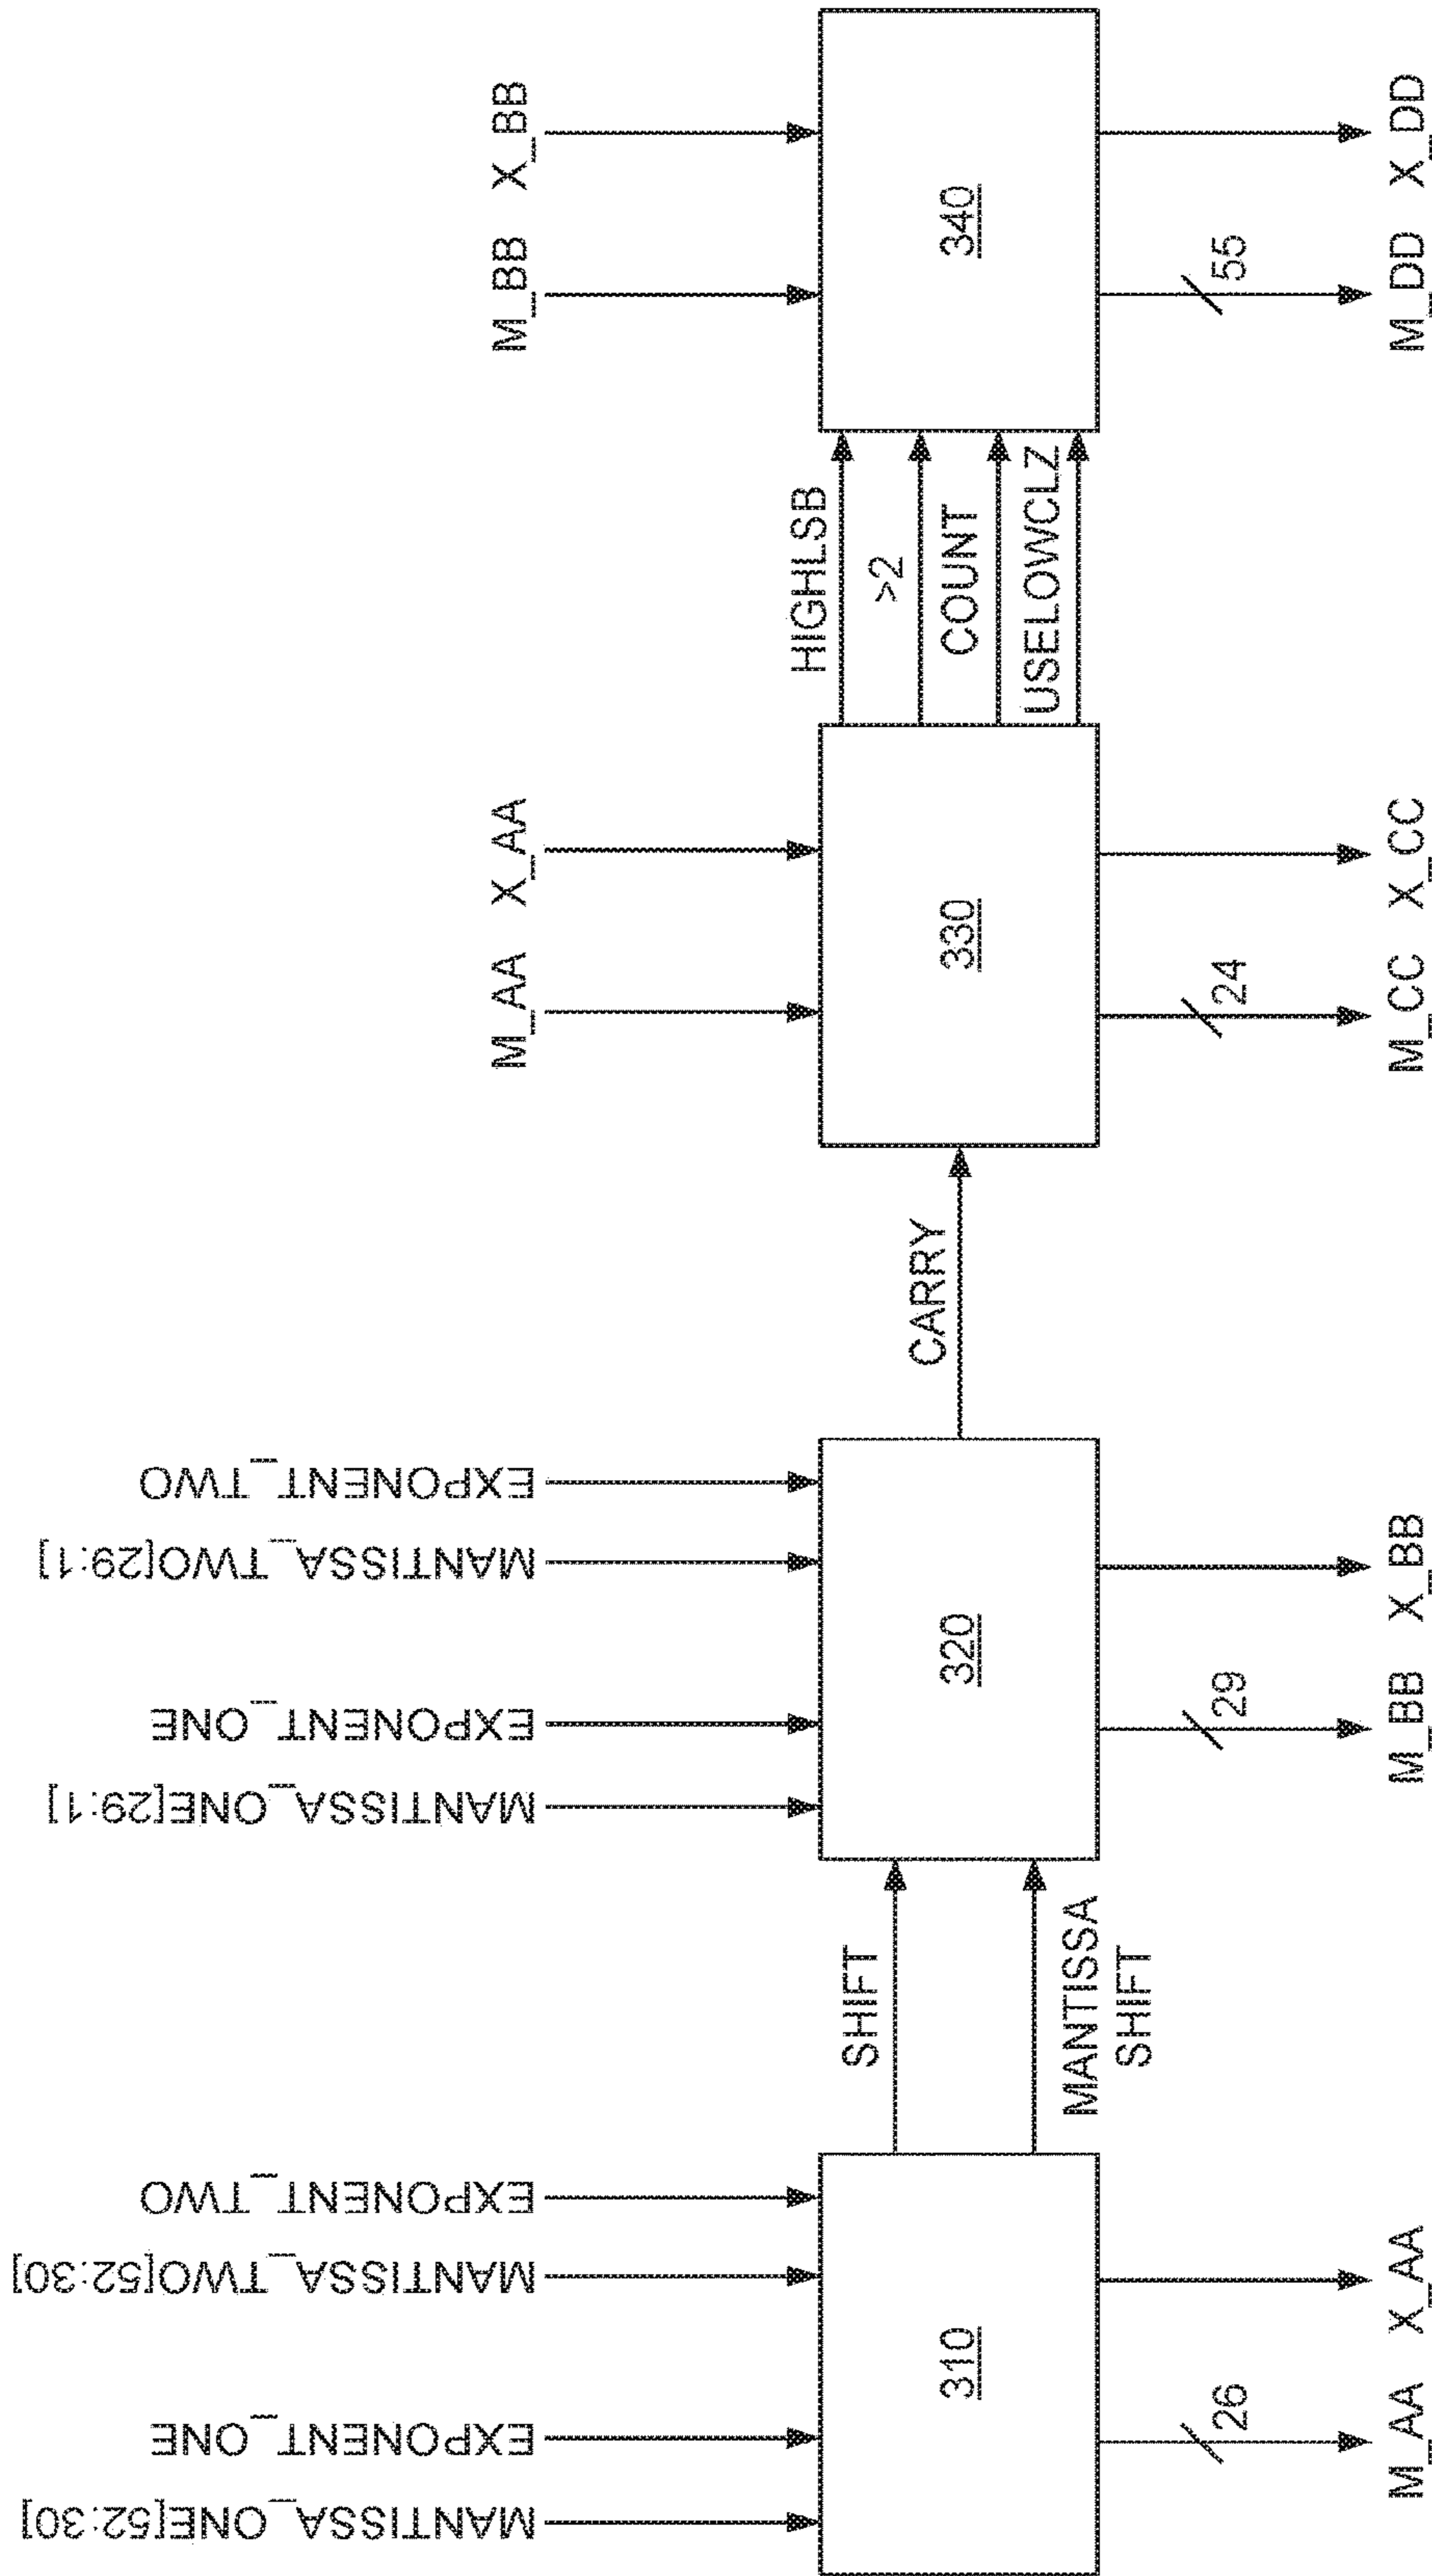 MANTISSA_ONE[52:30]
EXPONENT_ONE
MANTISSA_TWO[52:30]
EXPONENT_TWO
310
SHIFT
MANTISSA
SHIFT
26
M_AA
X_AA
MANTISSA_ONE[29:1]
EXPONENT_ONE
MANTISSA_TWO[29:1]
EXPONENT_TWO
320
CARRY
29
M_BB
X_BB
M_AA
X_AA
330
HIGHLSB
>2
COUNT
USELOWCLZ
24
M_CC
X_CC
M_BB
X_BB
340
55
M_DD
X_DD